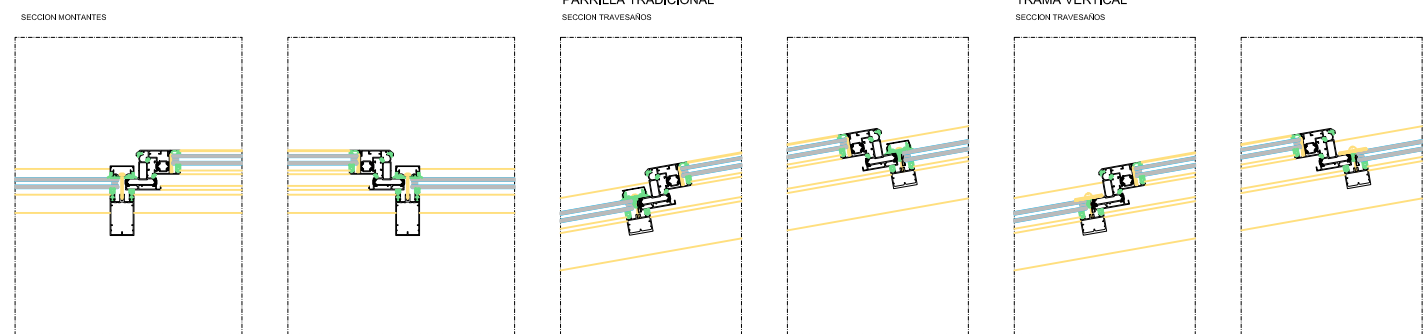 PARRILLA TRADICIONAL
TRAMA VERTICAL
SECCION MONTANTES
SECCION TRAVESAÑOS
SECCION TRAVESAÑOS